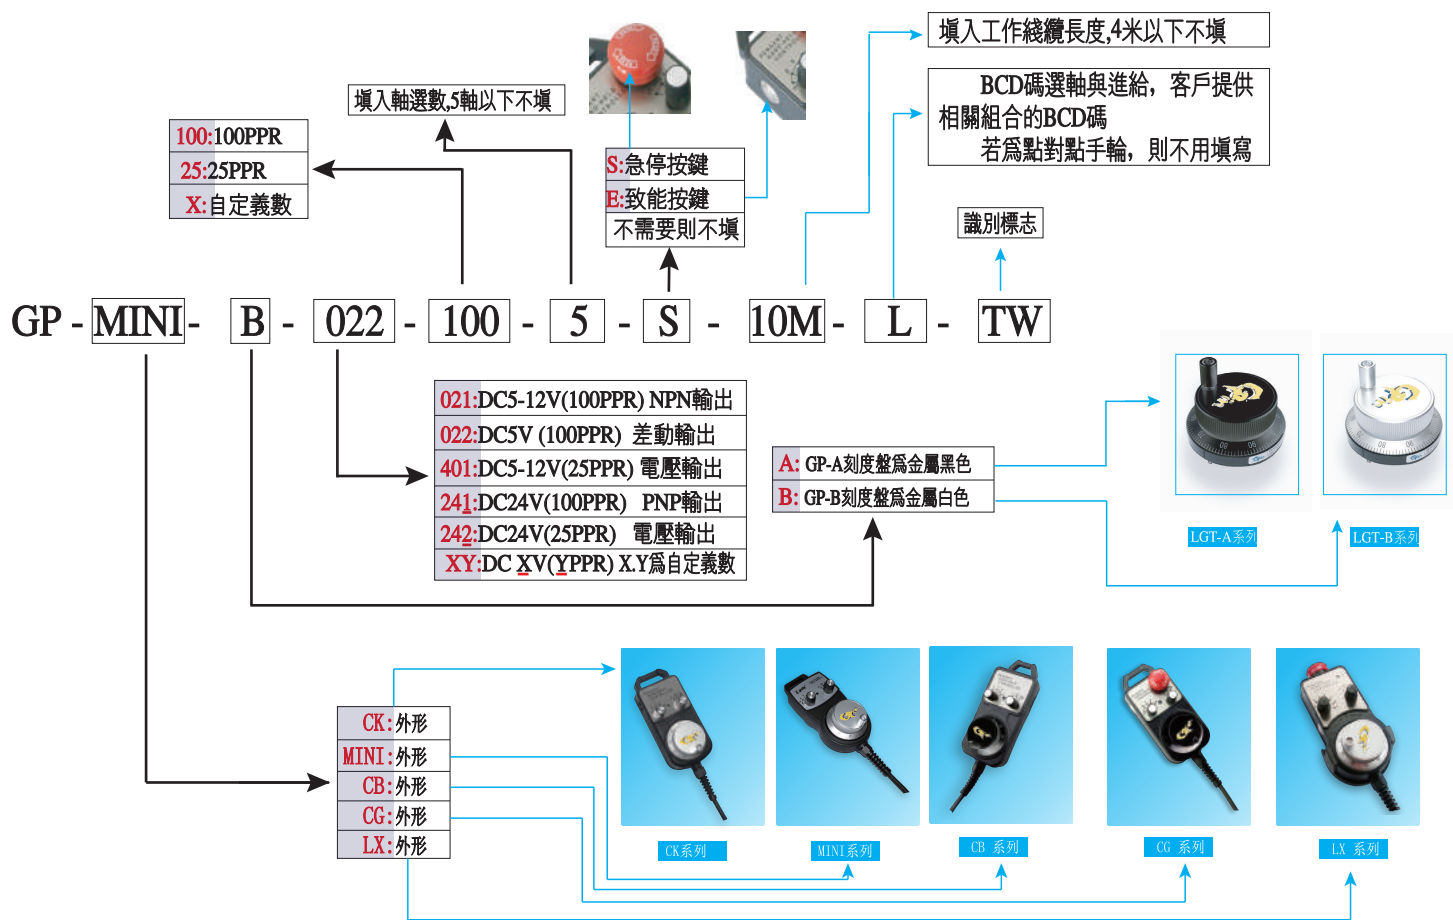 填入工作綫纜長度,4米以下不填
BCD碼選軸與進給，客戶提供
相關組合的BCD碼
若爲點對點手輪，則不用填寫
填入軸選數,5軸以下不填
100:100PPR
25:25PPR
X:自定義數
S:急停按鍵
E:致能按鍵
不需要則不填
識別標志
GP - MINI - B - 022 - 100 - 5 - S - 10M - L - TW
021:DC5-12V(100PPR) NPN輸出
022:DC5V (100PPR) 差動輸出
401:DC5-12V(25PPR) 電壓輸出
241:DC24V(100PPR) PNP輸出
242:DC24V(25PPR) 電壓輸出
XY:DC XV(YPPR) X.Y爲自定義數
A: GP-A刻度盤爲金屬黑色
B: GP-B刻度盤爲金屬白色
LGT-A系列
LGT-B系列
CK:外形
MINI:外形
CB:外形
CG:外形
LX:外形
CK系列
MINI系列
CB 系列
CG 系列
LX 系列